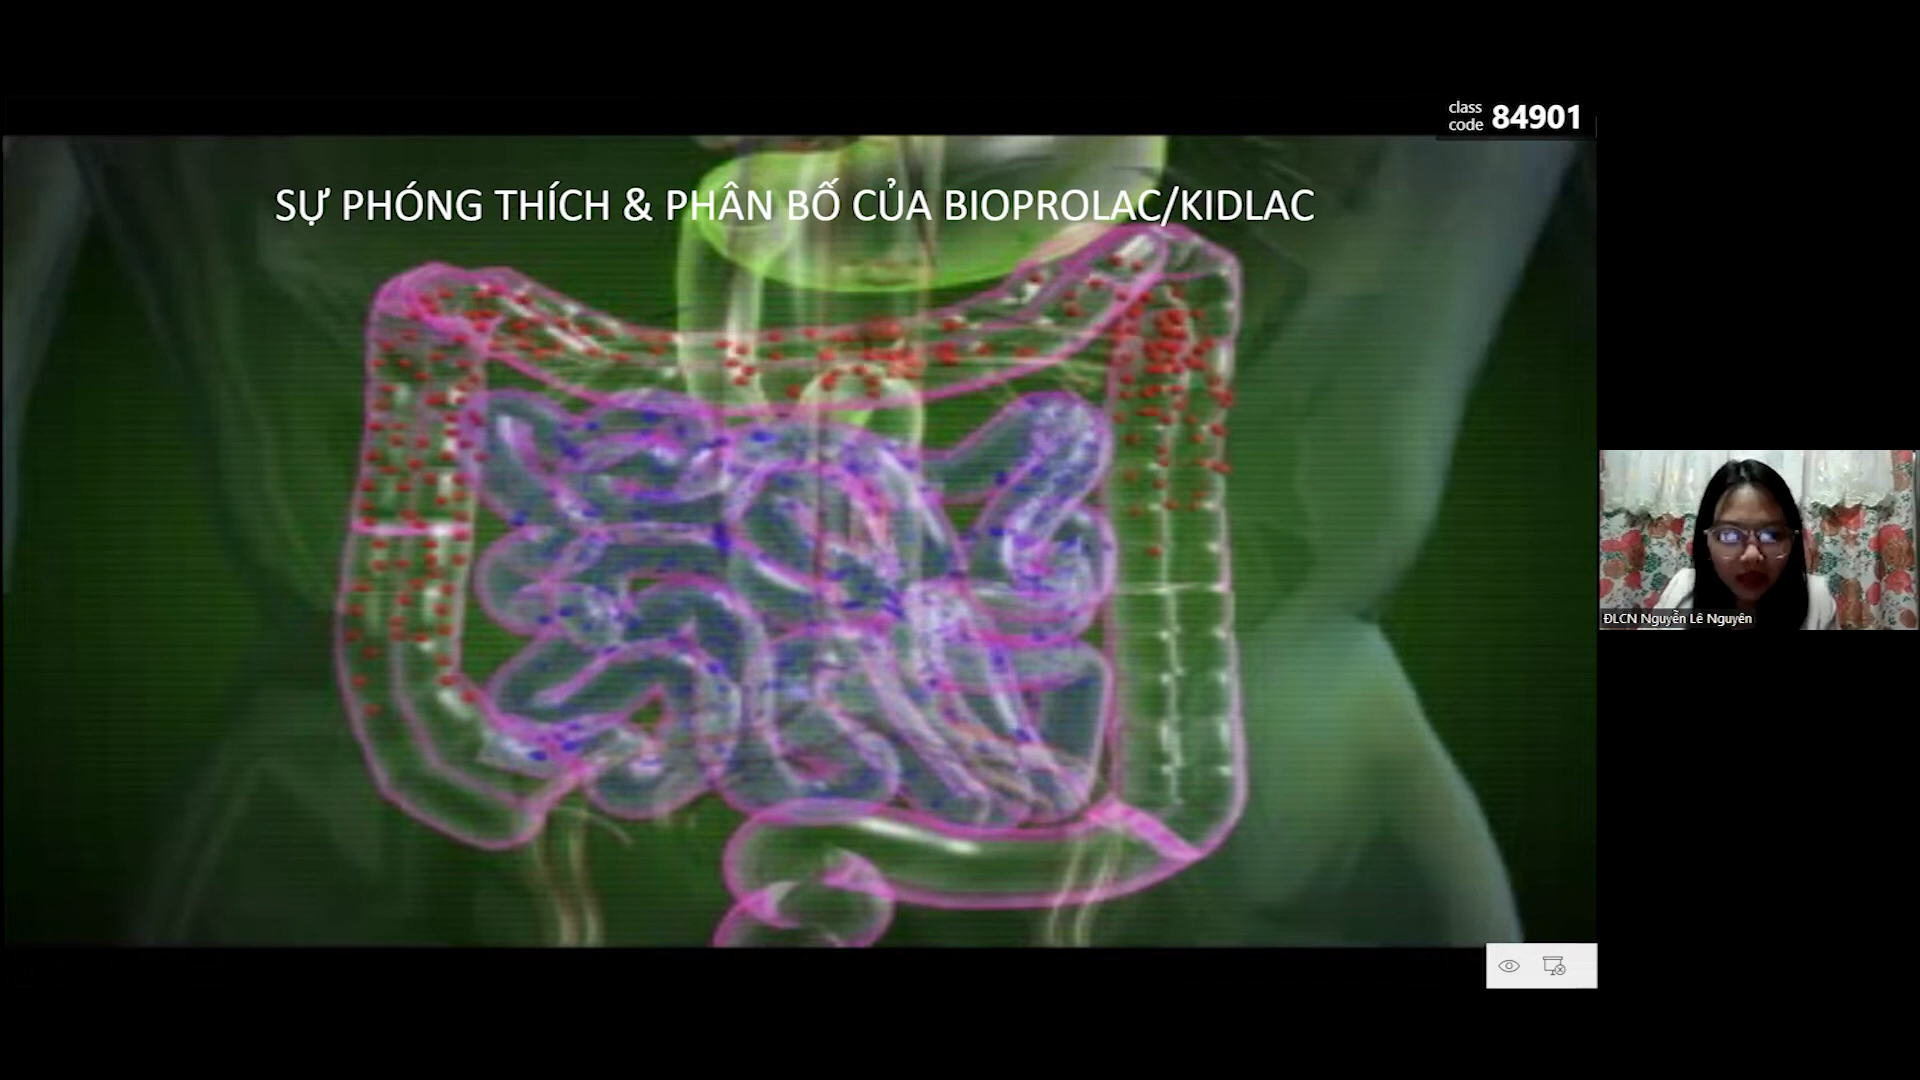 class
code 84901
SỰ PHÓNG THÍCH & PHÂN BỐ CỦA BIOPROLAC/KIDLAC
ĐLCN Nguyễn Lê Nguyên